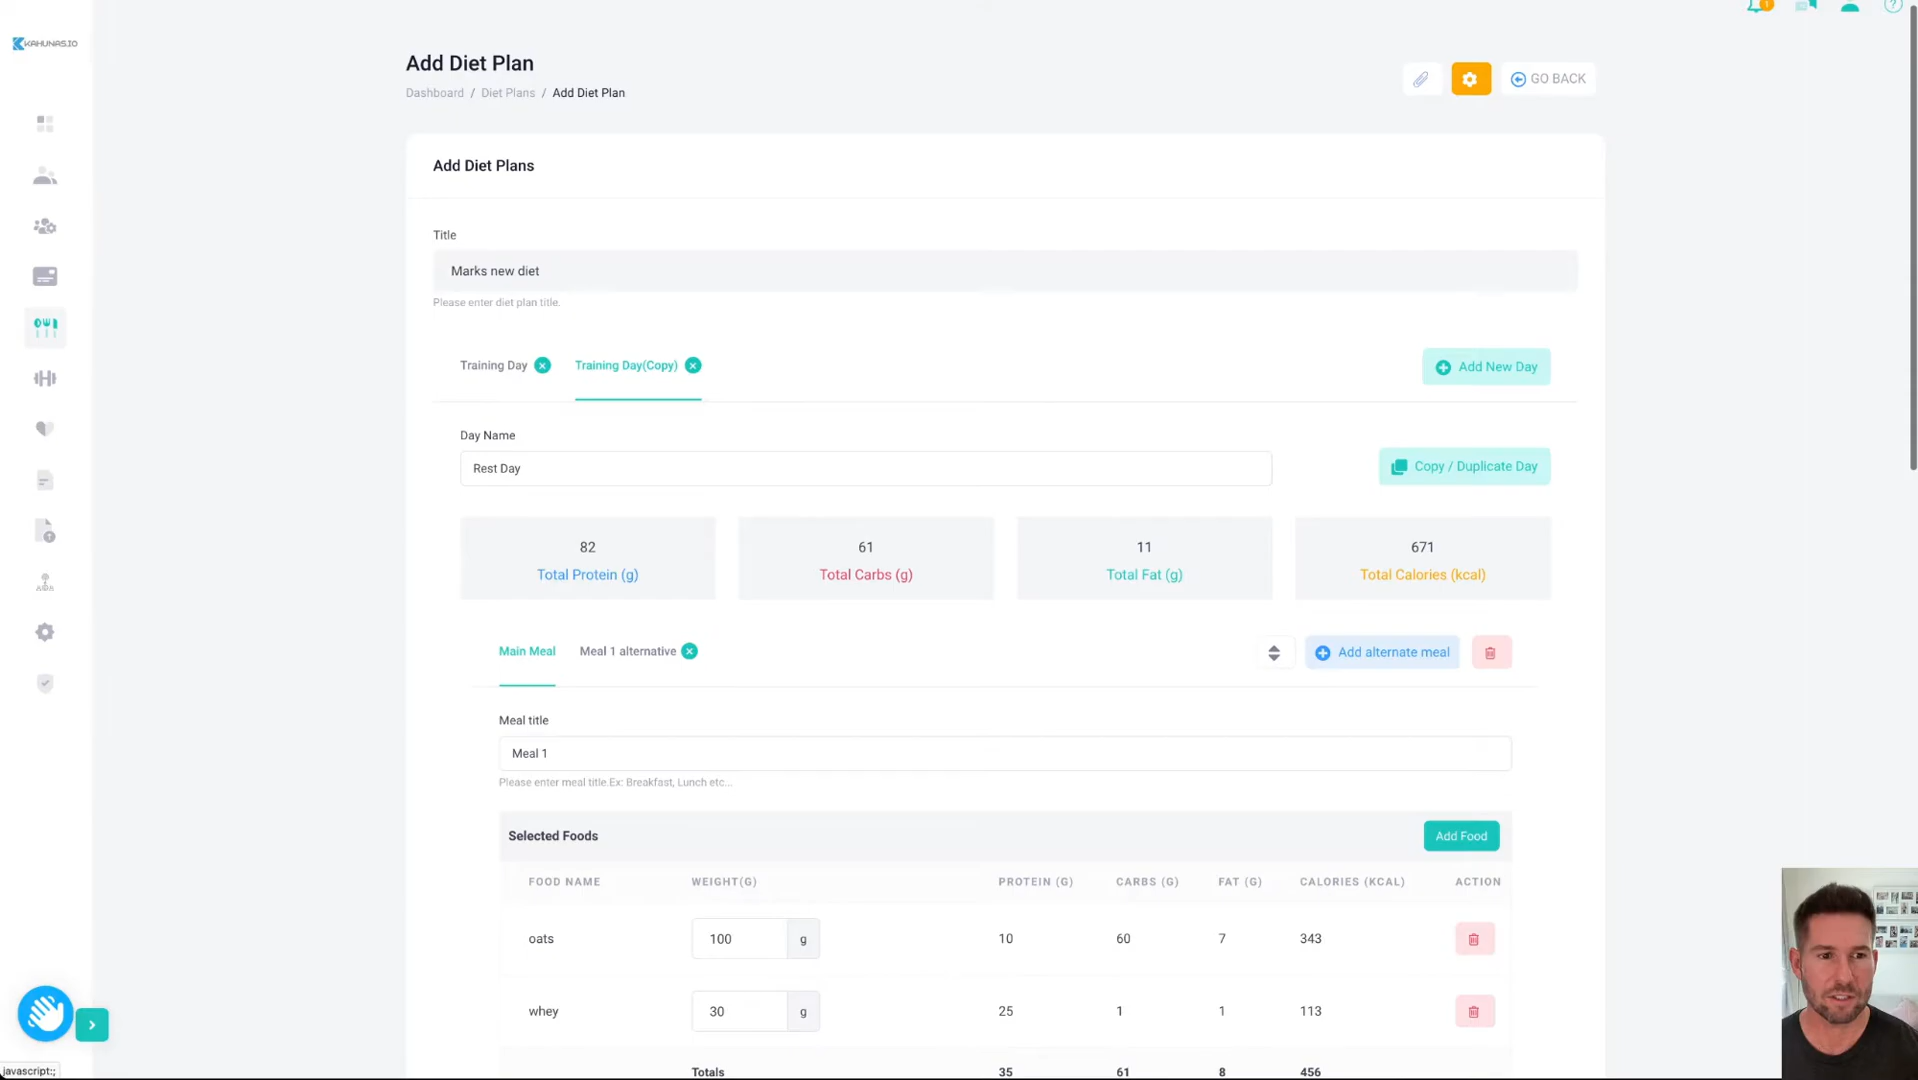 KAHUNAS.IO
1
?
Add Diet Plan
Dashboard / Diet Plans / Add Diet Plan
GO BACK
Add Diet Plans
Title
Marks new diet
Please enter diet plan title.
Training Day
Training Day(Copy)
Add New Day
Day Name
Rest Day
Copy / Duplicate Day
82
Total Protein (g)
61
Total Carbs (g)
11
Total Fat (g)
671
Total Calories (kcal)
Main Meal
Meal 1 alternative
Add alternate meal
Meal title
Meal 1
Please enter meal title.Ex: Breakfast, Lunch etc...
Selected Foods
Add Food
FOOD NAME WEIGHT(G) PROTEIN (G) CARBS (G) FAT (G) CALORIES (KCAL) ACTION
oats 100 g 10 60 7 343
whey 30 g 25 1 1 113
Totals 35 61 8 456
javascript:;